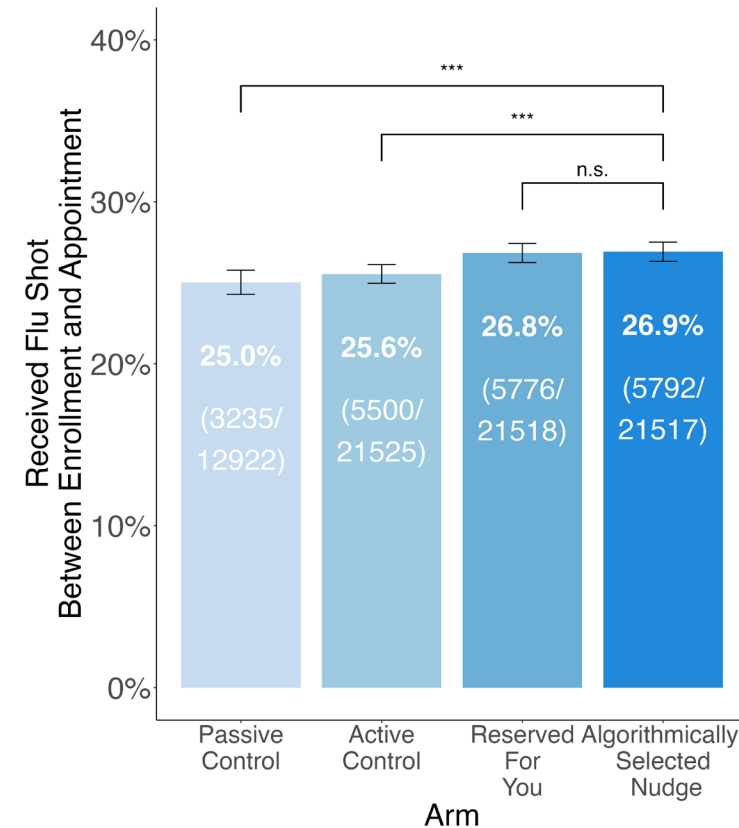 Received Flu Shot
Between Enrollment and Appointment
40%
30%
20%
10%
0%
***
***
n.s.
25.0%
(3235/
12922)
25.6%
(5500/
21525)
26.8%
(5776/
21518)
26.9%
(5792/
21517)
Passive
Control
Active
Control
Reserved
For
You
Algorithmically
Selected
Nudge
Arm